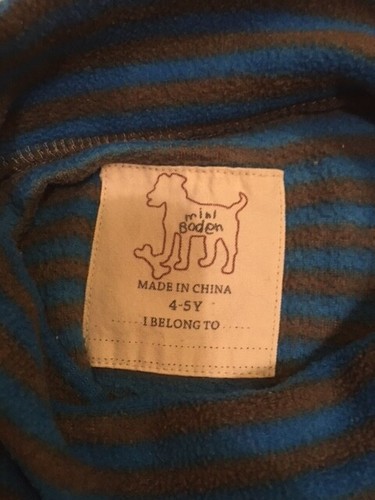 mini
Boden
MADE IN CHINA
4-5Y
I BELONG TO